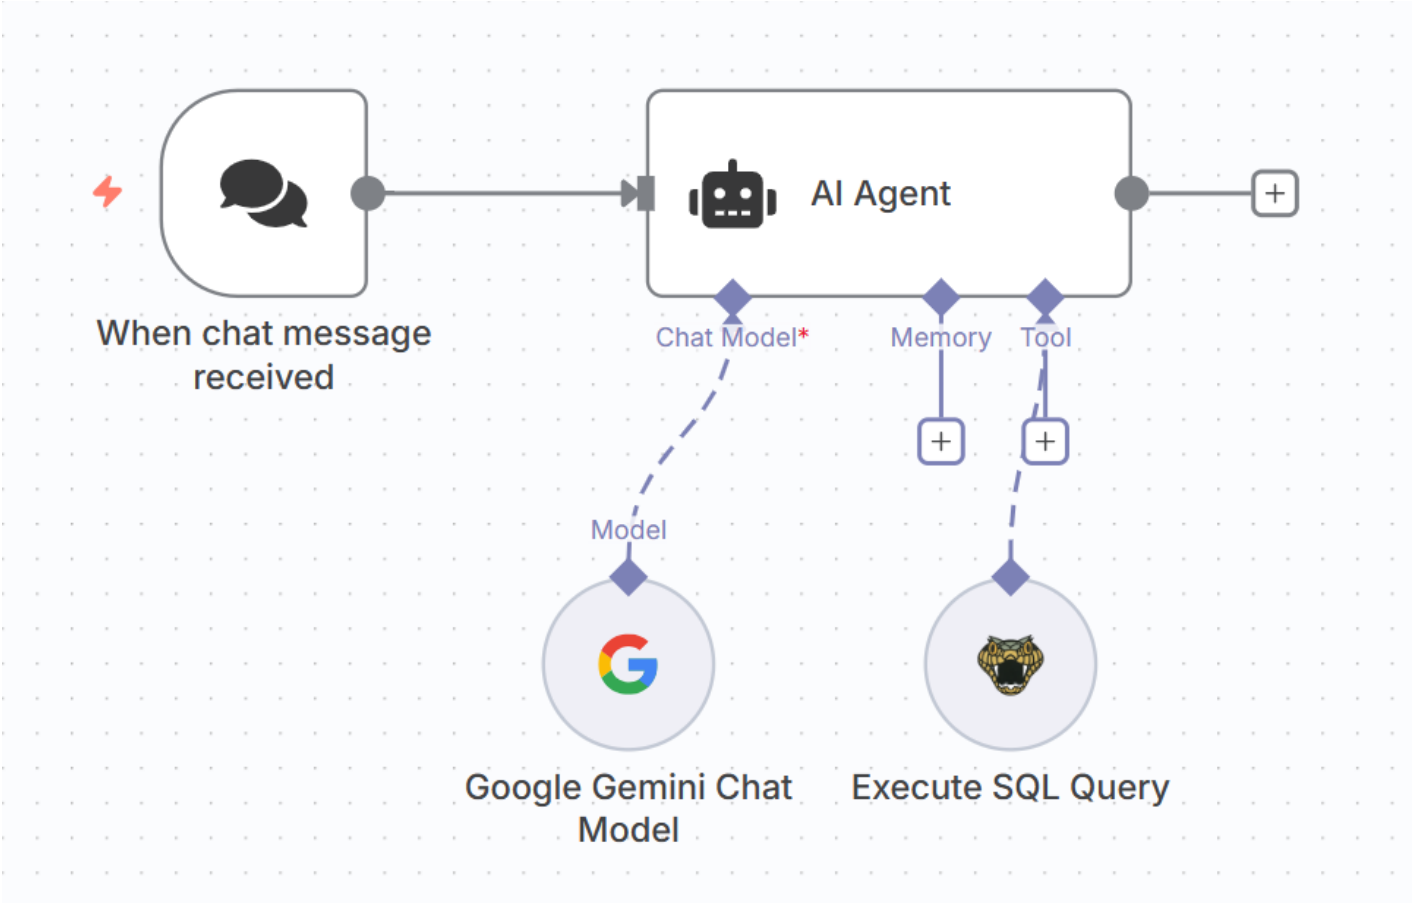 AI Agent
When chat message
received
Chat Model*
Memory
Tool
Model
Google Gemini Chat
Model
Execute SQL Query